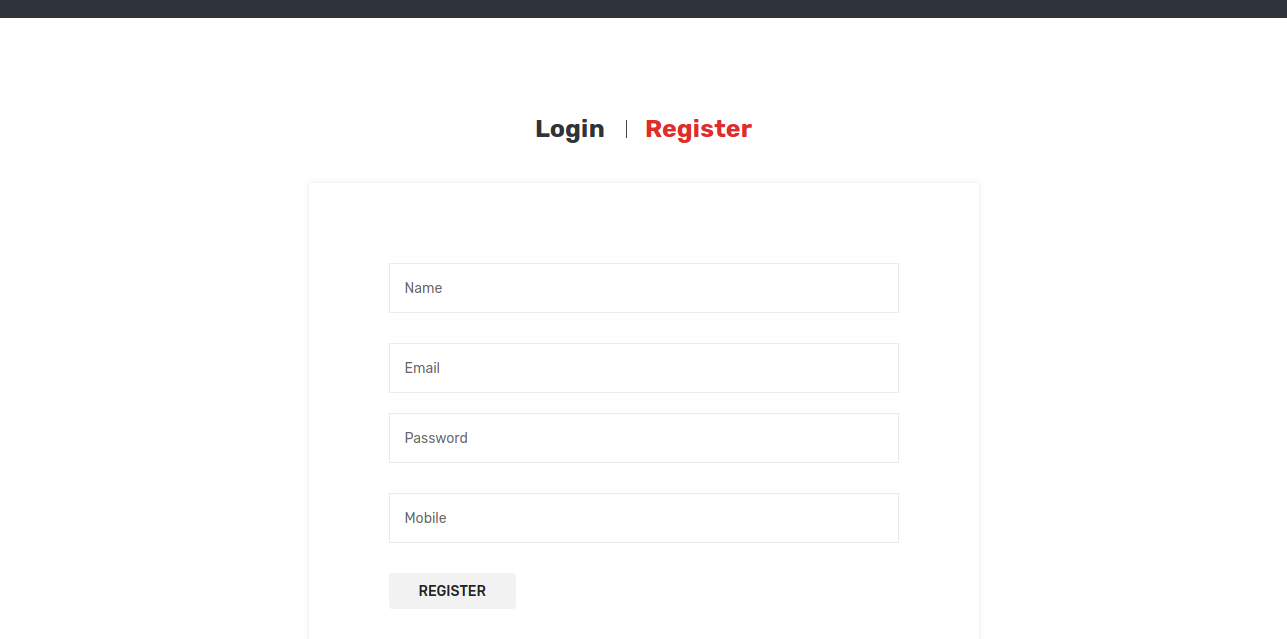 Login | Register
Name
Email
Password
Mobile
REGISTER